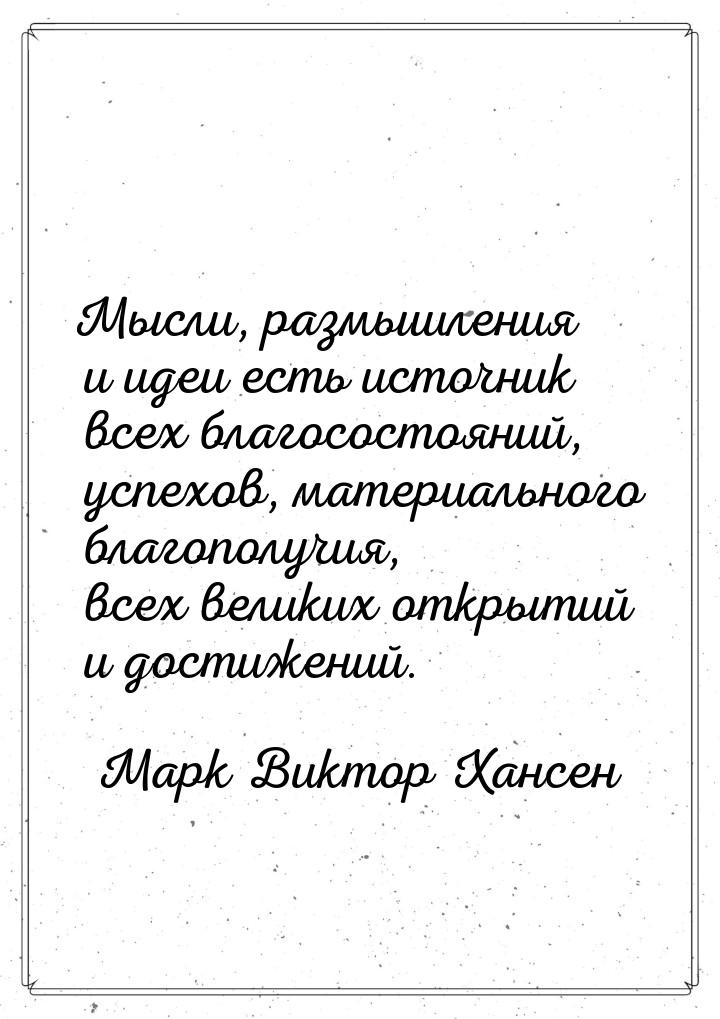 Мысли, размышления
и идеи есть источник
всех благосостояний,
успехов, материального
благополучия,
всех великих открытий
и достижений.
Марк Виктор Хансен